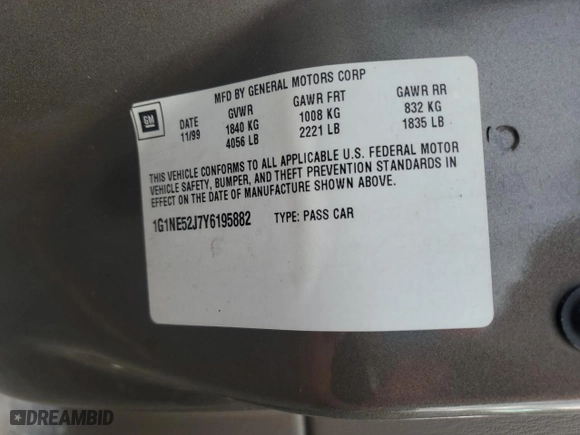 MFD BY GENERAL MOTORS CORP
GM
DATE GVWR GAWR FRT GAWR RR
11/99 1840 KG 1008 KG 832 KG
4056 LB 2221 LB 1835 LB
THIS VEHICLE CONFORMS TO ALL APPLICABLE U.S. FEDERAL MOTOR
VEHICLE SAFETY, BUMPER, AND THEFT PREVENTION STANDARDS IN
EFFECT ON THE DATE OF MANUFACTURE SHOWN ABOVE.
1G1NE52J7Y6195882 TYPE: PASS CAR
DREAMBID